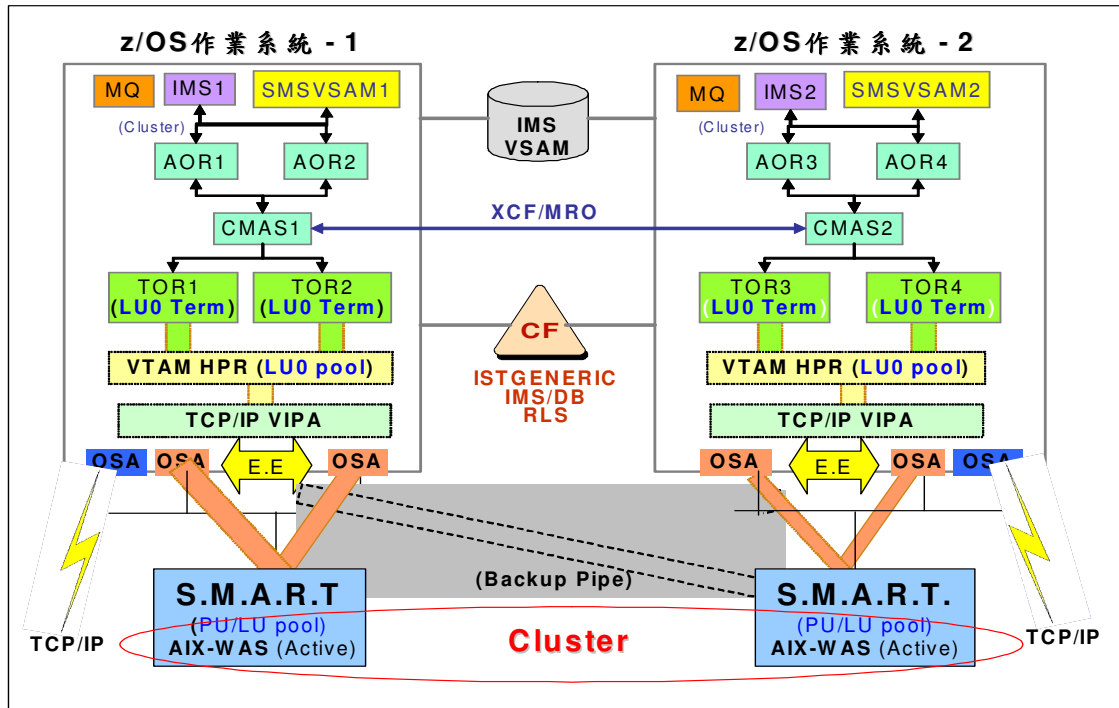 z/OS作業系統 - 1
z/OS作業系統 - 2
MQ
IMS1
SMSVSAM1
(Cluster)
AOR1
AOR2
CMAS1
TOR1
(LU0 Term)
TOR2
(LU0 Term)
VTAM HPR (LU0 pool)
TCP/IP VIPA
OSA
OSA
E.E
OSA
IMS
VSAM
XCF/MRO
CF
ISTGENERIC
IMS/DB
RLS
MQ
IMS2
SMSVSAM2
(Cluster)
AOR3
AOR4
CMAS2
TOR3
(LU0 Term)
TOR4
(LU0 Term)
VTAM HPR (LU0 pool)
TCP/IP VIPA
OSA
E.E
OSA
OSA
(Backup Pipe)
S.M.A.R.T
(PU/LU pool)
AIX-WAS (Active)
TCP/IP
Cluster
S.M.A.R.T.
(PU/LU pool)
AIX-WAS (Active)
TCP/IP